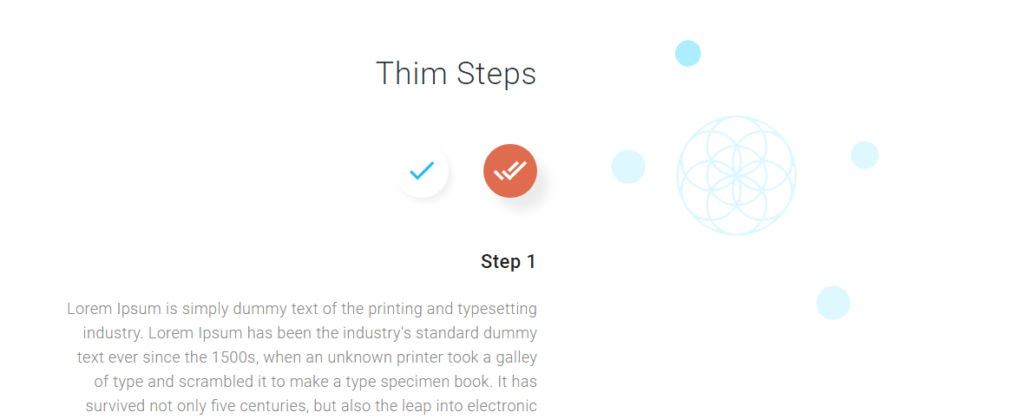 Thim Steps
Step 1
Lorem Ipsum is simply dummy text of the printing and typesetting
industry. Lorem Ipsum has been the industry's standard dummy
text ever since the 1500s, when an unknown printer took a galley
of type and scrambled it to make a type specimen book. It has
survived not only five centuries, but also the leap into electronic